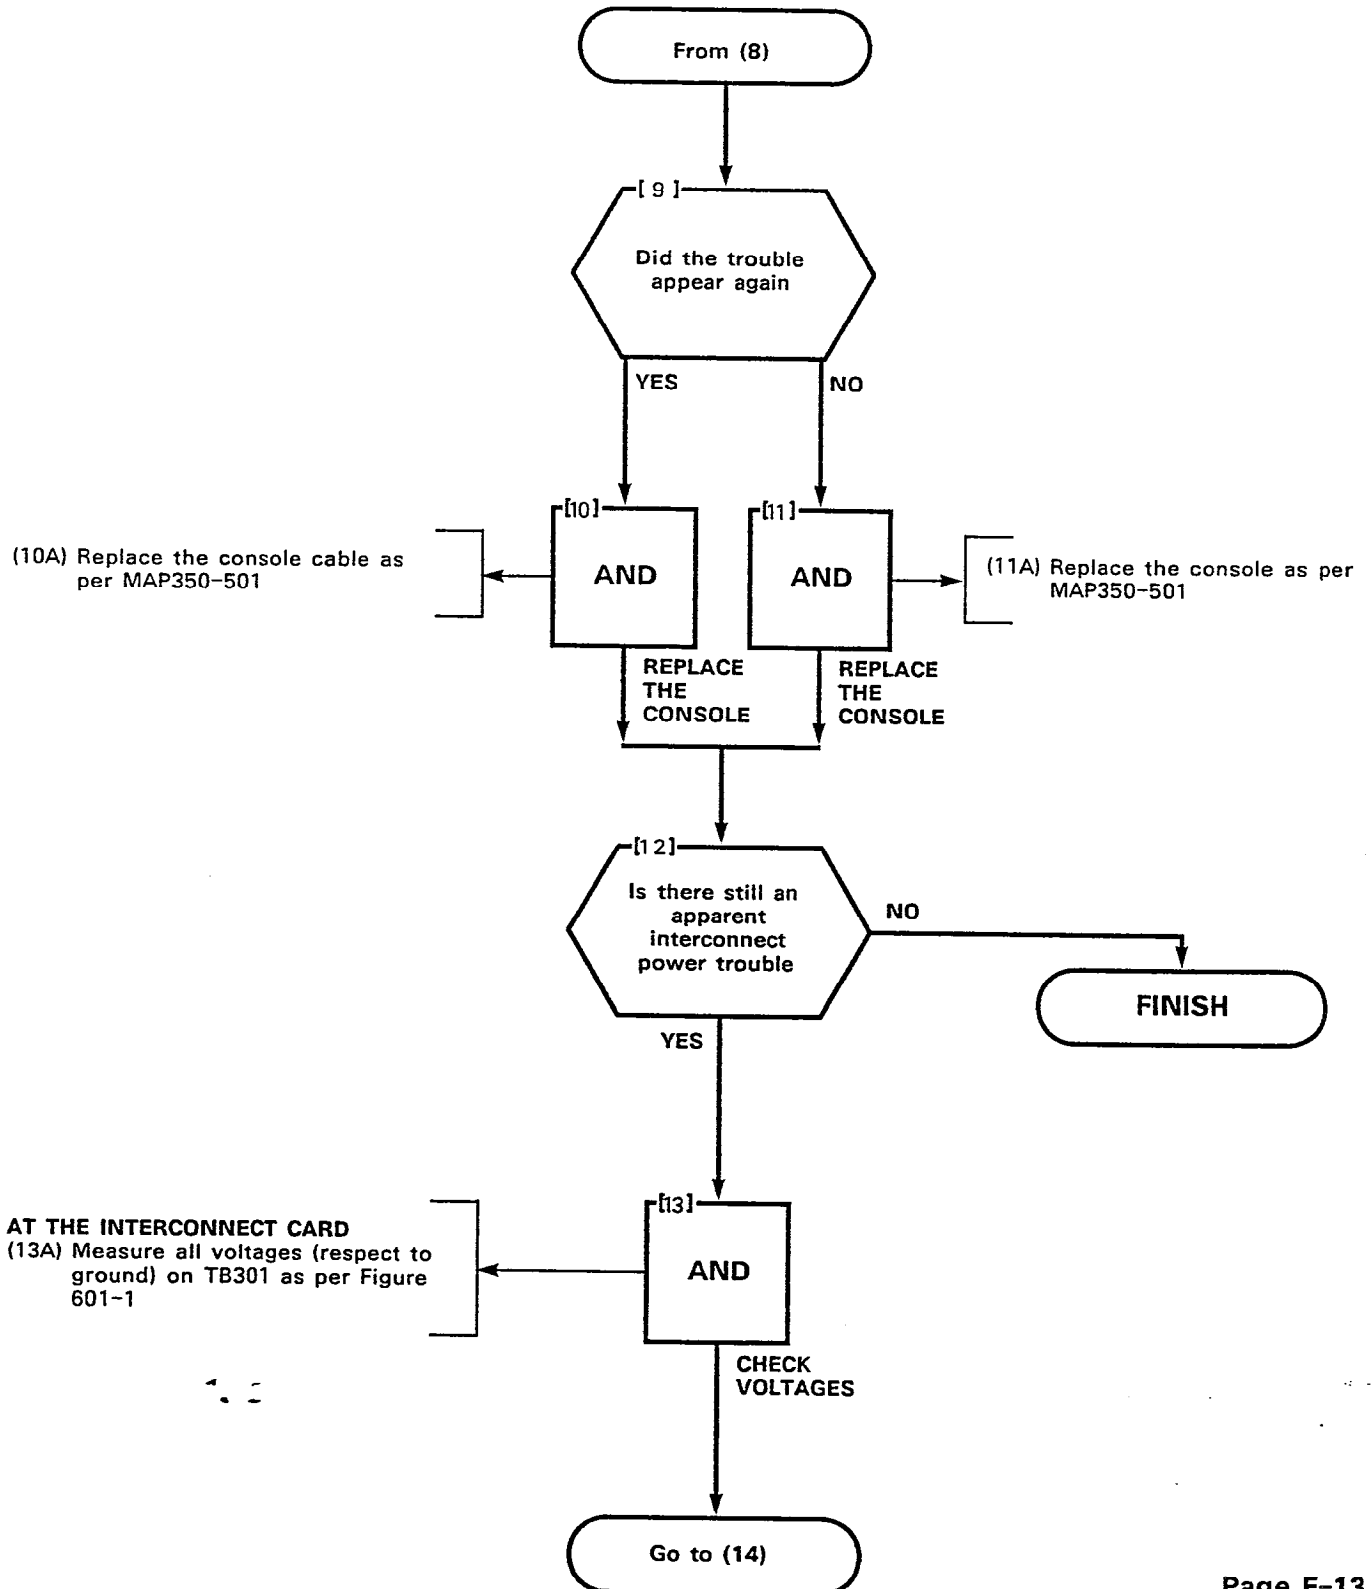 From (8)
[ 9 ]
Did the trouble
appear again
YES
NO
[10]
[11]
(10A) Replace the console cable as
per MAP350-501
AND
AND
(11A) Replace the console as per
MAP350-501
REPLACE
THE
CONSOLE
REPLACE
THE
CONSOLE
[12]
Is there still an
apparent
interconnect
power trouble
NO
FINISH
YES
[13]
AT THE INTERCONNECT CARD
(13A) Measure all voltages (respect to
ground) on TB301 as per Figure
601-1
AND
CHECK
VOLTAGES
Go to (14)